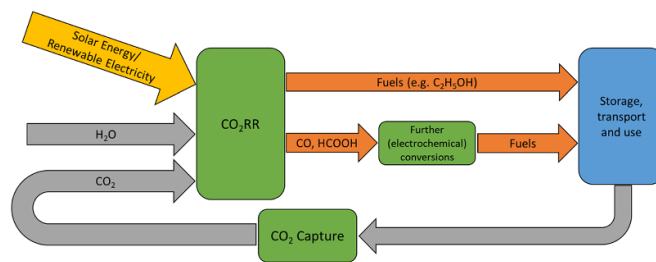 Solar Energy/
Renewable Electricity
H₂O
CO₂
CO₂RR
Fuels (e.g. C₂H₅OH)
CO, HCOOH
Further
(electrochemical)
conversions
Fuels
Storage,
transport
and use
CO₂ Capture